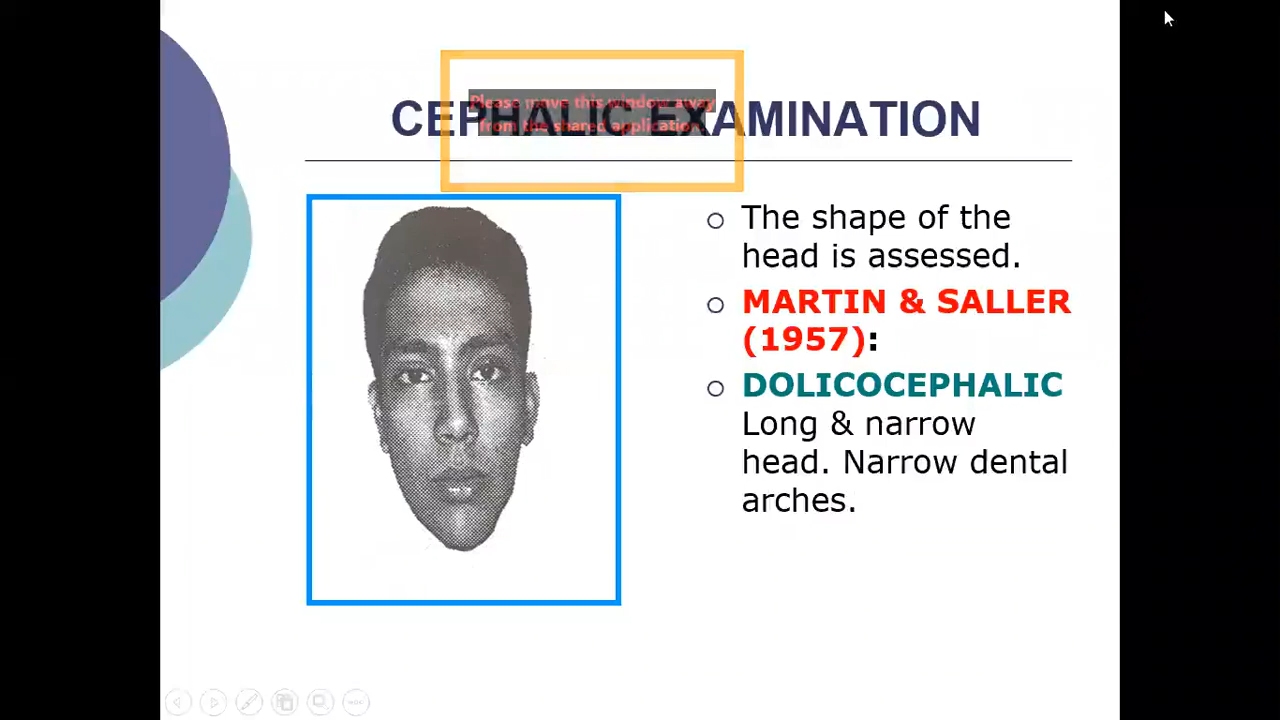 CEPHALIC EXAMINATION
Please move this window away
from the shared application.
The shape of the
head is assessed.
MARTIN & SALLER
(1957):
DOLICOCEPHALIC
Long & narrow
head. Narrow dental
arches.